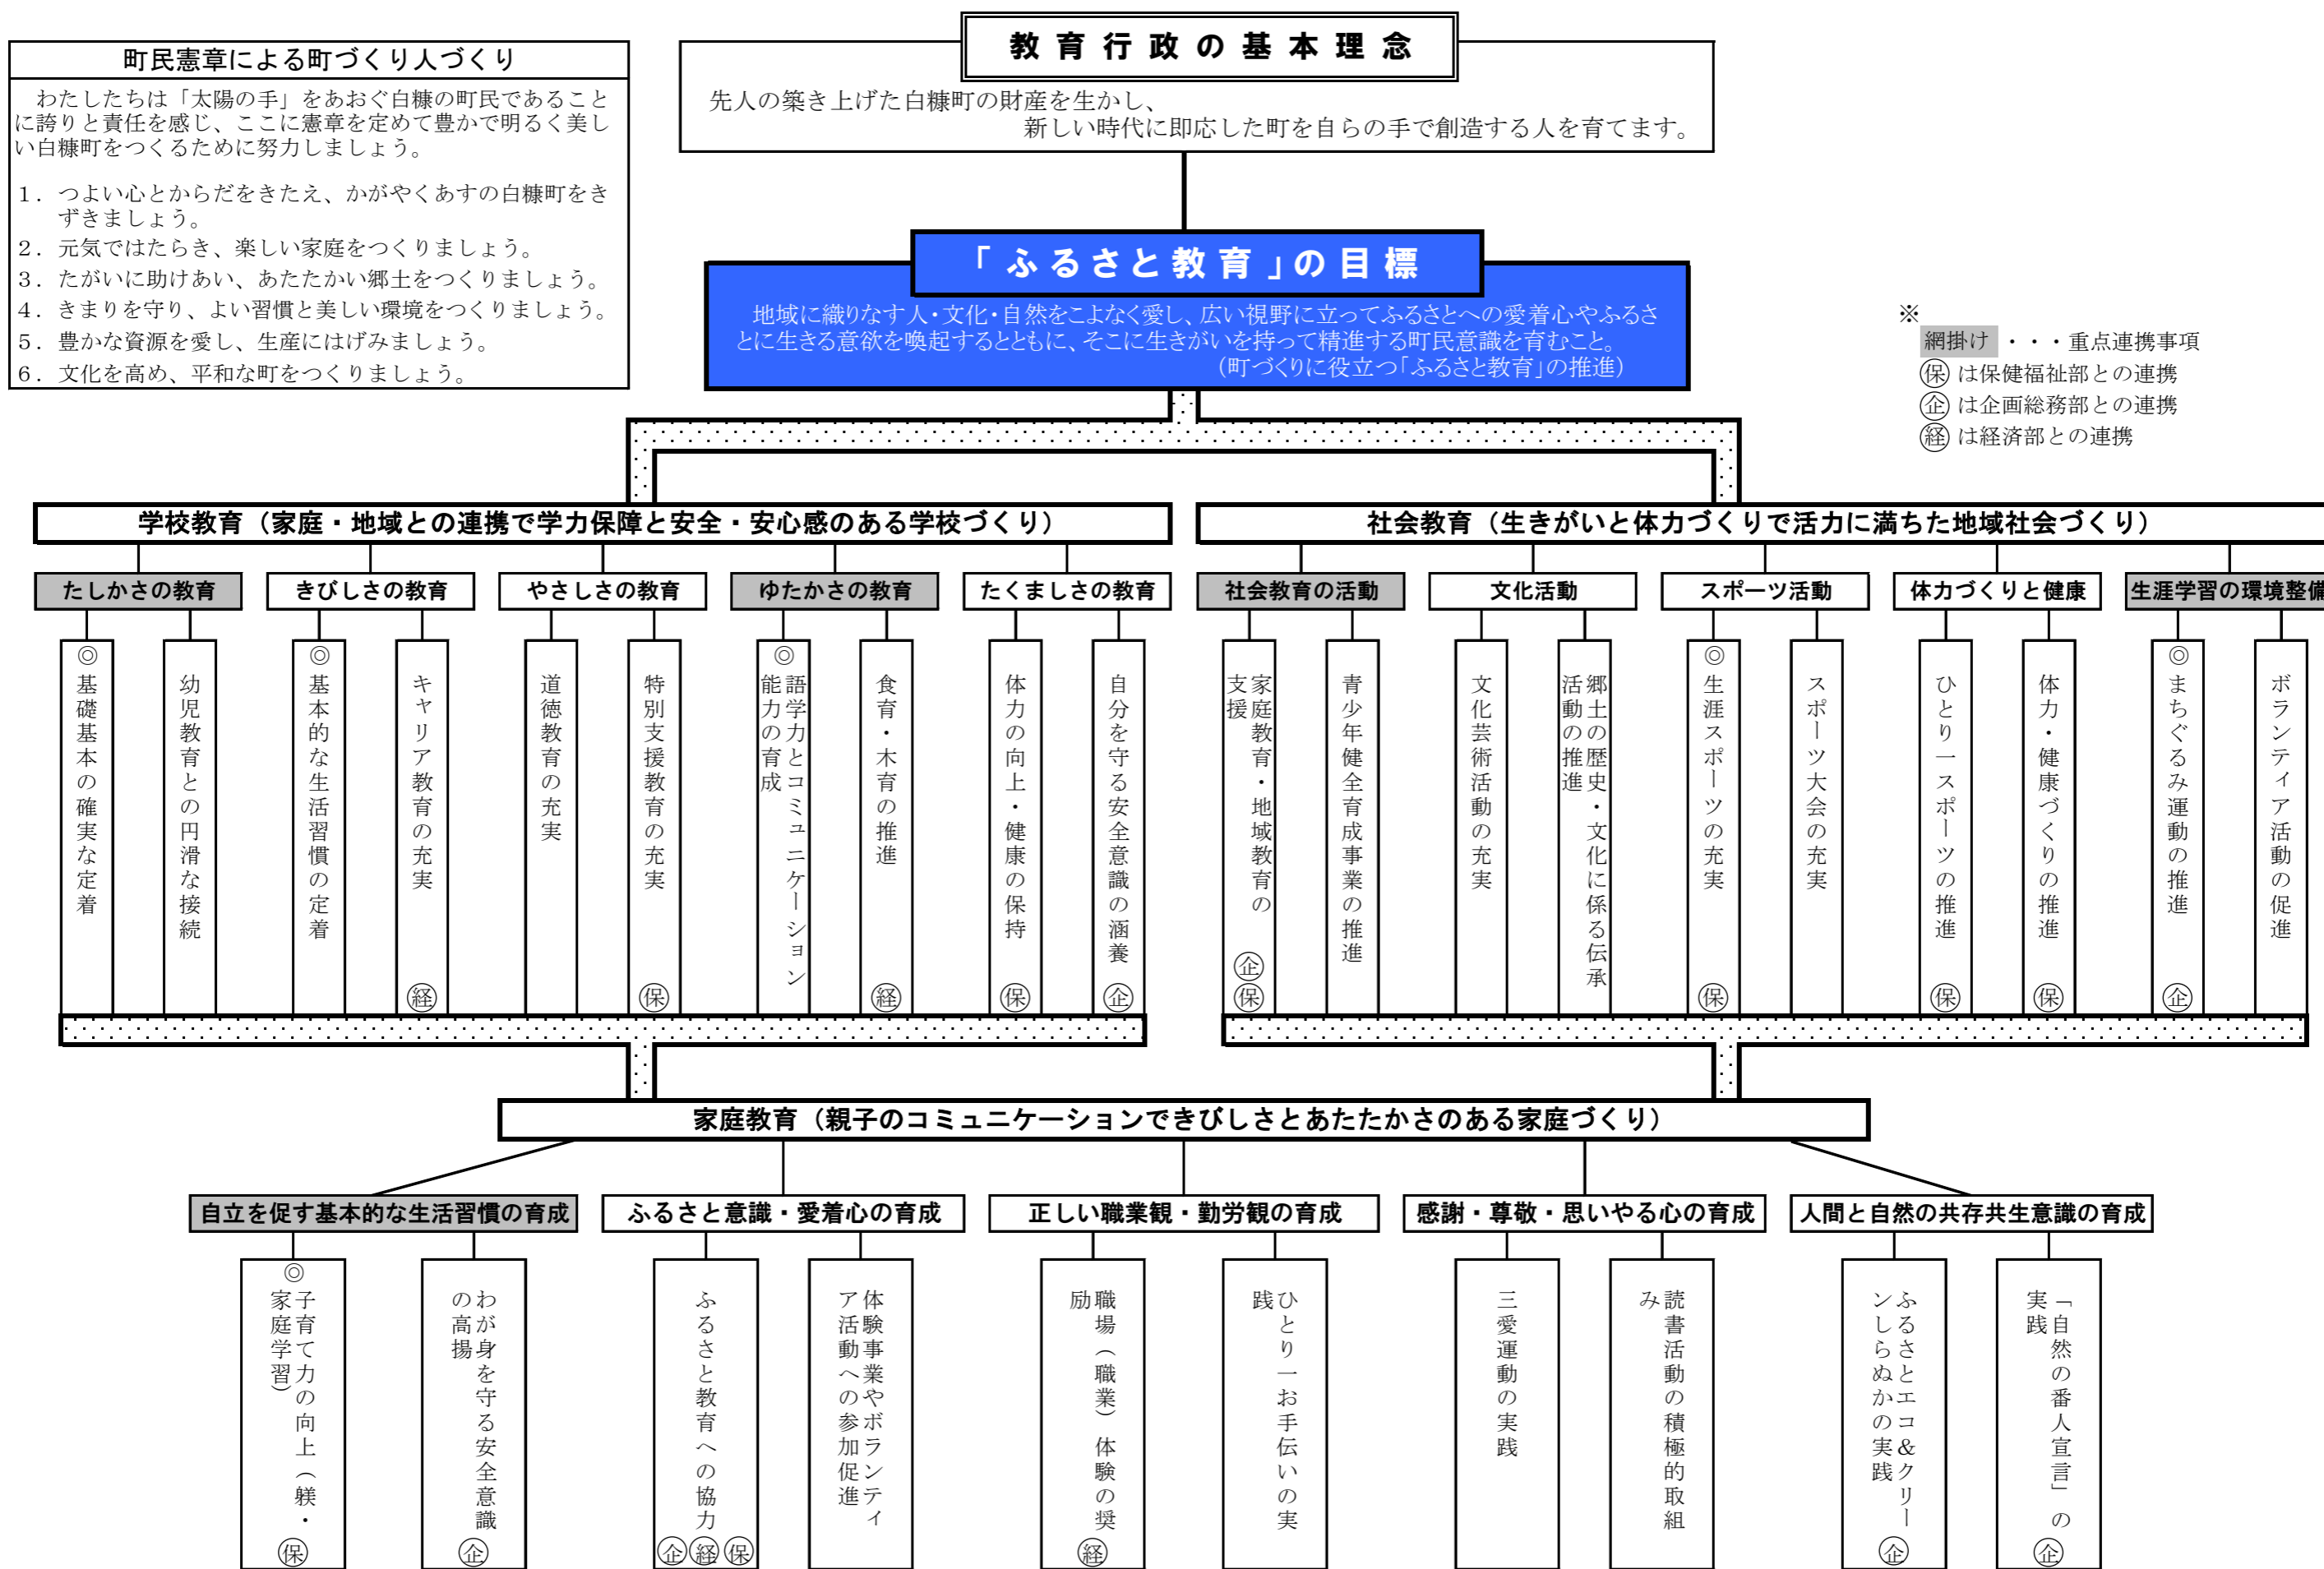 町民憲章による町づくり人づくり
わたしたちは「太陽の手」をあおぐ白糠の町民であること
に誇りと責任を感じ、ここに憲章を定めて豊かで明るく美し
い白糠町をつくるために努力しましょう。
1．つよい心とからだをきたえ、かがやくあすの白糠町をき
ずきましょう。
2．元気ではたらき、楽しい家庭をつくりましょう。
3．たがいに助けあい、あたたかい郷土をつくりましょう。
4．きまりを守り、よい習慣と美しい環境をつくりましょう。
5．豊かな資源を愛し、生産にはげみましょう。
6．文化を高め、平和な町をつくりましょう。
教育行政の基本理念
先人の築き上げた白糠町の財産を生かし、
新しい時代に即応した町を自らの手で創造する人を育てます。
「ふるさと教育」の目標
地域に織りなす人・文化・自然をこよなく愛し、広い視野に立ってふるさとへの愛着心やふるさ
とに生きる意欲を喚起するとともに、そこに生きがいを持って精進する町民意識を育むこと。
（町づくりに役立つ「ふるさと教育」の推進）
※
網掛け・・・重点連携事項
㊩は保健福祉部との連携
㊭は企画総務部との連携
経は経済部との連携
学校教育（家庭・地域との連携で学力保障と安全・安心感のある学校づくり）
たしかさの教育
◎基礎基本の確実な定着
幼児教育との円滑な接続
きびしさの教育
◎基本的な生活習慣の定着
キャリア教育の充実
経
やさしさの教育
道徳教育の充実
特別支援教育の充実
保
ゆたかさの教育
◎語学力とコミュニケーション
能力の育成
食育・木育の推進
経
たくましさの教育
体力の向上・健康の保持
保
自分を守る安全意識の涵養
企
社会教育（生きがいと体力づくりで活力に満ちた地域社会づくり）
社会教育の活動
家庭教育・地域教育の
支援
企
保
青少年健全育成事業の推進
文化活動
文化芸術活動の充実
郷土の歴史・文化に係る伝承
活動の推進
スポーツ活動
◎生涯スポーツの充実
保
スポーツ大会の充実
体力づくりと健康
ひとり一スポーツの推進
保
体力・健康づくりの推進
保
生涯学習の環境整備
◎まちぐるみ運動の推進
企
ボランティア活動の促進
家庭教育（親子のコミュニケーションできびしさとあたたかさのある家庭づくり）
自立を促す基本的な生活習慣の育成
◎子育て力の向上（躾・
家庭学習）
保
わが身を守る安全意識
の高揚
企
ふるさと意識・愛着心の育成
ふるさと教育への協力
企経保
体験事業やボランティ
ア活動への参加促進
正しい職業観・勤労観の育成
職場（職業）体験の奨
励
経
ひとり一お手伝いの実
践
感謝・尊敬・思いやる心の育成
三愛運動の実践
読書活動の積極的取組
み
人間と自然の共存共生意識の育成
ふるさとエコ＆クリー
ンしらぬかの実践
企
「自然の番人宣言」の
実践
企